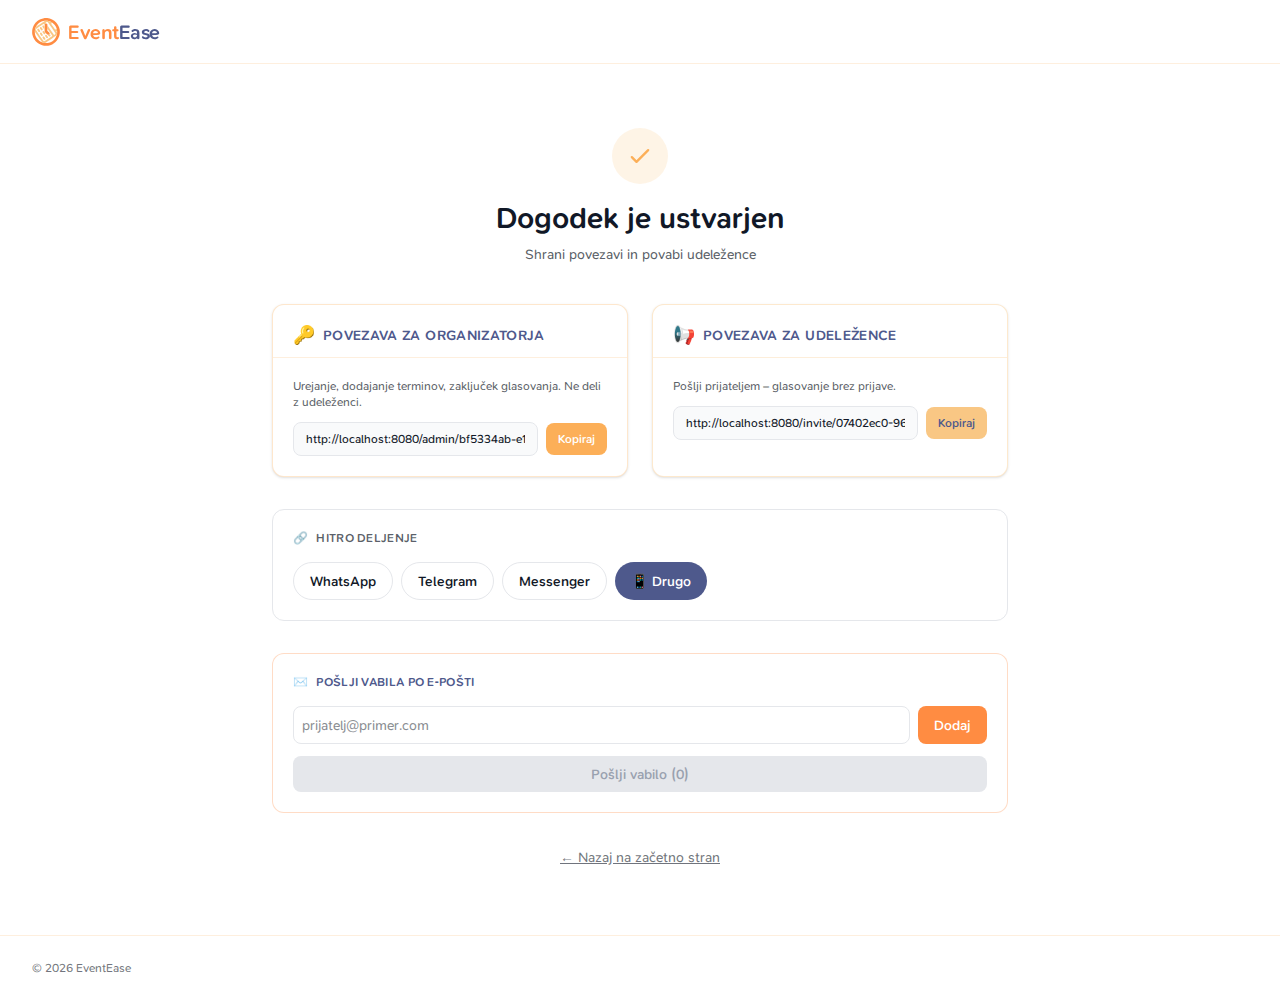 EventEase
Dogodek je ustvarjen
Shrani povezavi in povabi udeležence
POVEZAVA ZA ORGANIZATORJA
Urejanje, dodajanje terminov, zaključek glasovanja. Ne deli
z udeleženci.
http://localhost:8080/admin/bf5334ab-e1
Kopiraj
POVEZAVA ZA UDELEŽENCE
Pošlji prijateljem – glasovanje brez prijave.
http://localhost:8080/invite/07402ec0-96
Kopiraj
HITRO DELJENJE
WhatsApp
Telegram
Messenger
Drugo
POŠLJI VABILA PO E-POŠTI
prijatelj@primer.com
Dodaj
Pošlji vabilo (0)
← Nazaj na začetno stran
© 2026 EventEase